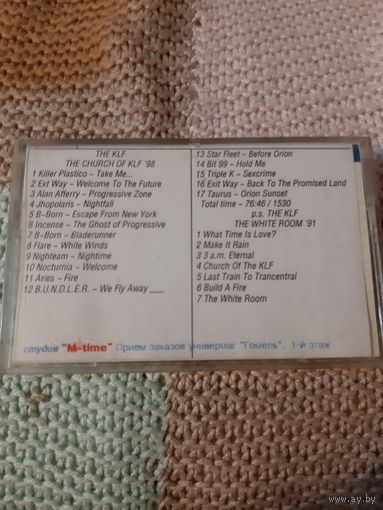 THE KLF
THE CHURCH OF KLF '98
1 Killer Plastico – Take Me...
2 Ext Way – Welcome To The Future
3 Alan Afferry – Progressive Zone
4 Jhopolaris – Nightfall
5 B-Born – Escape From New York
6 Incense – The Ghost of Progressive
7 B-Born – Bladerunner
8 Flare – White Winds
9 Nighteam – Nightime
10 Nocturnia – Welcome
11 Aries – Fire
12 B.U.N.D.L.E.R. – We Fly Away ___
13 Star Fleet – Before Orion
14 Bit 99 – Hold Me
15 Triple K – Sexcrime
16 Exit Way – Back To The Promised Land
17 Taurus – Orion Sunset
Total time – 76:46 / 1530
p.s. THE KLF
THE WHITE ROOM '91
1 What Time Is Love?
2 Make It Rain
3 3 a.m. Eternal
4 Church Of The KLF
5 Last Train To Trancentral
6 Build A Fire
7 The White Room
студия "M-time" Прием заказов универмаг "Гомель", 1-й этаж
www.ay.by